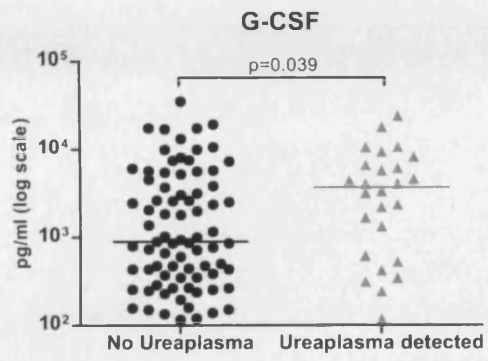 G-CSF
p=0.039
pg/ml (log scale)
10⁵
10⁴
10³
10²
No Ureaplasma
Ureaplasma detected